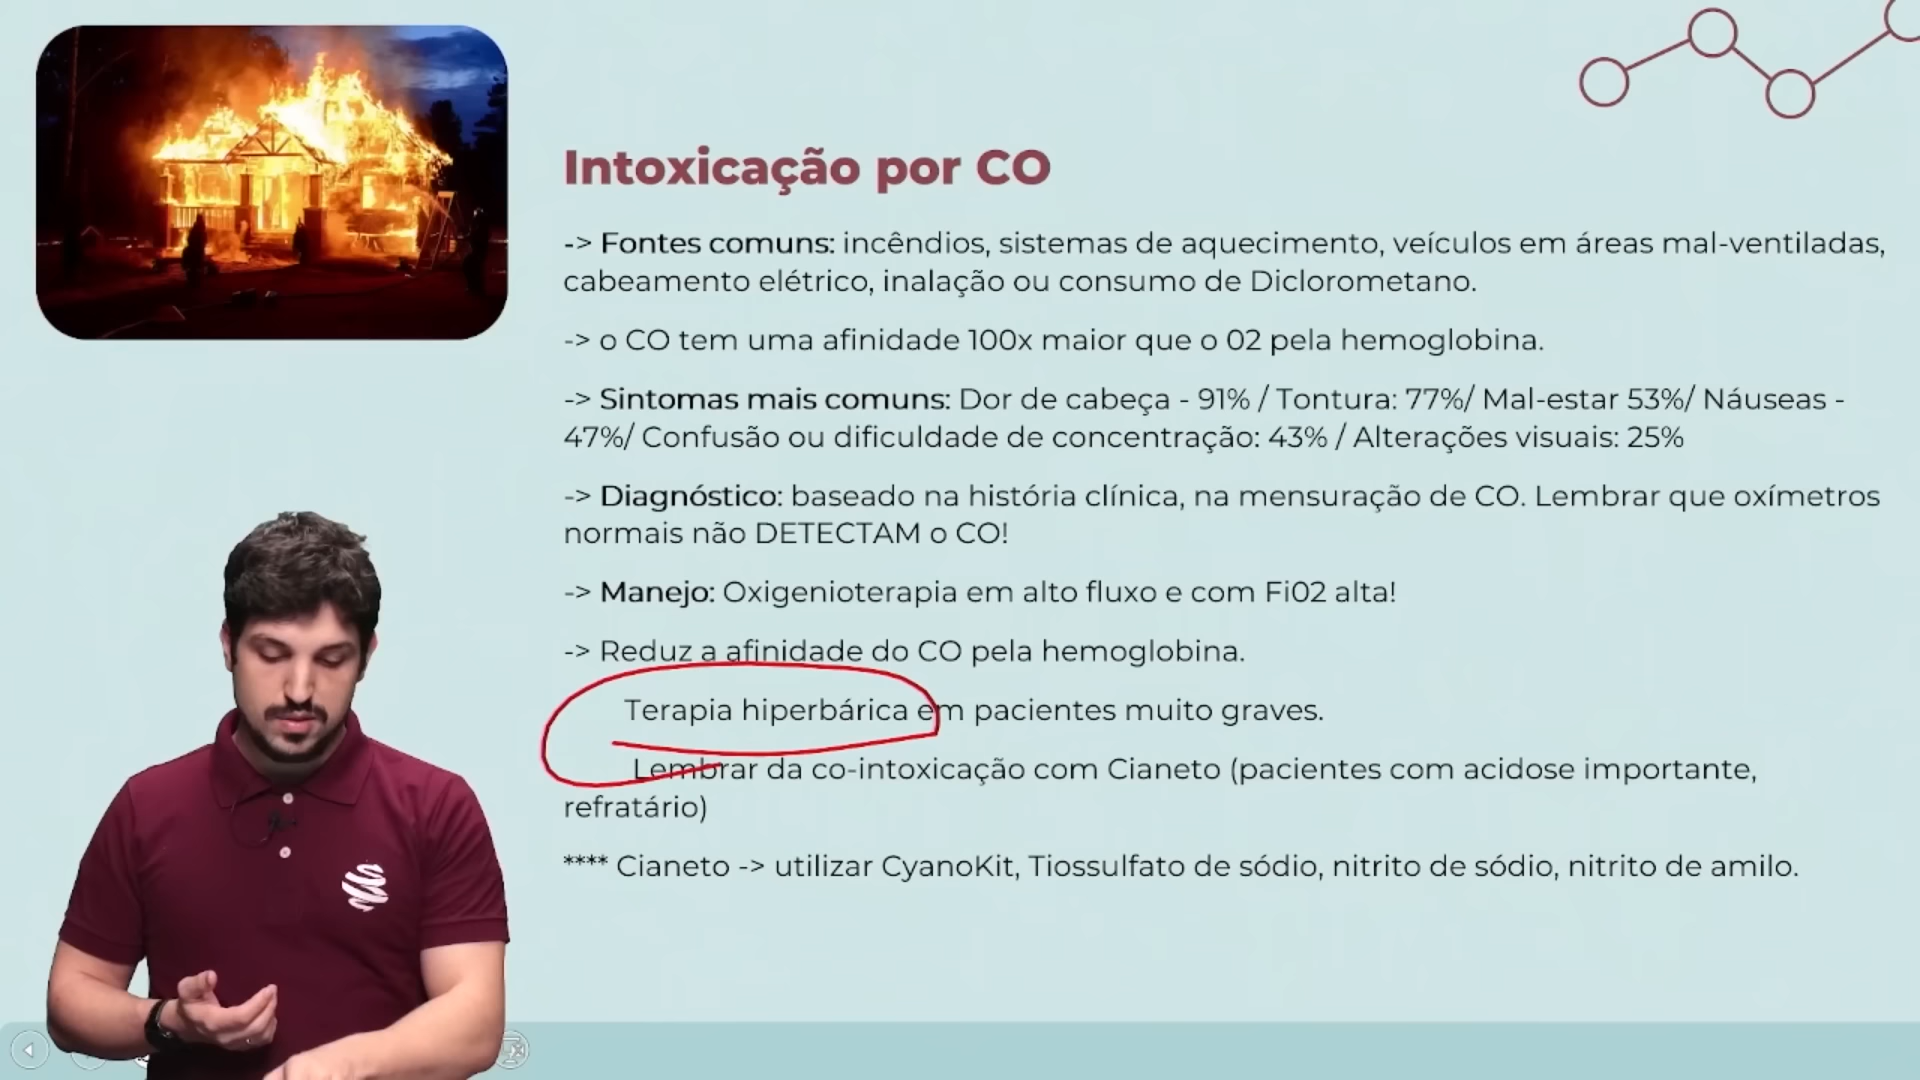 Intoxicação por CO
-> Fontes comuns: incêndios, sistemas de aquecimento, veículos em áreas mal-ventiladas,
cabeamento elétrico, inalação ou consumo de Diclorometano.
-> o CO tem uma afinidade 100x maior que o 02 pela hemoglobina.
-> Sintomas mais comuns: Dor de cabeça - 91% / Tontura: 77%/ Mal-estar 53%/ Náuseas -
47%/ Confusão ou dificuldade de concentração: 43% / Alterações visuais: 25%
-> Diagnóstico: baseado na história clínica, na mensuração de CO. Lembrar que oxímetros
normais não DETECTAM o CO!
-> Manejo: Oxigenioterapia em alto fluxo e com Fi02 alta!
-> Reduz a afinidade do CO pela hemoglobina.
Terapia hiperbárica em pacientes muito graves.
Lembrar da co-intoxicação com Cianeto (pacientes com acidose importante,
refratário)
**** Cianeto -> utilizar CyanoKit, Tiossulfato de sódio, nitrito de sódio, nitrito de amilo.